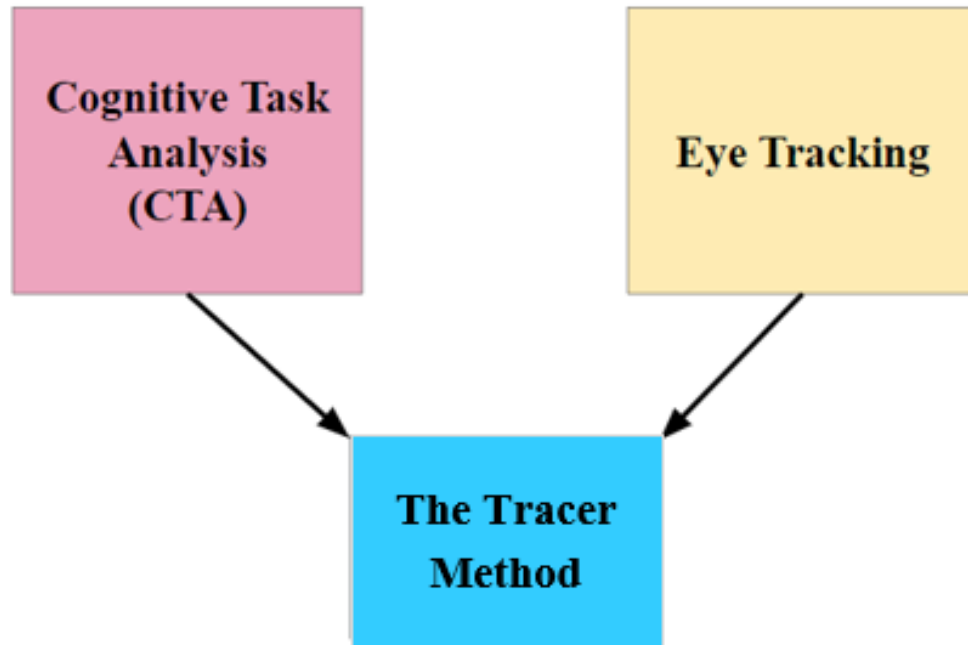 Cognitive Task
Analysis
(CTA)
Eye Tracking
The Tracer
Method